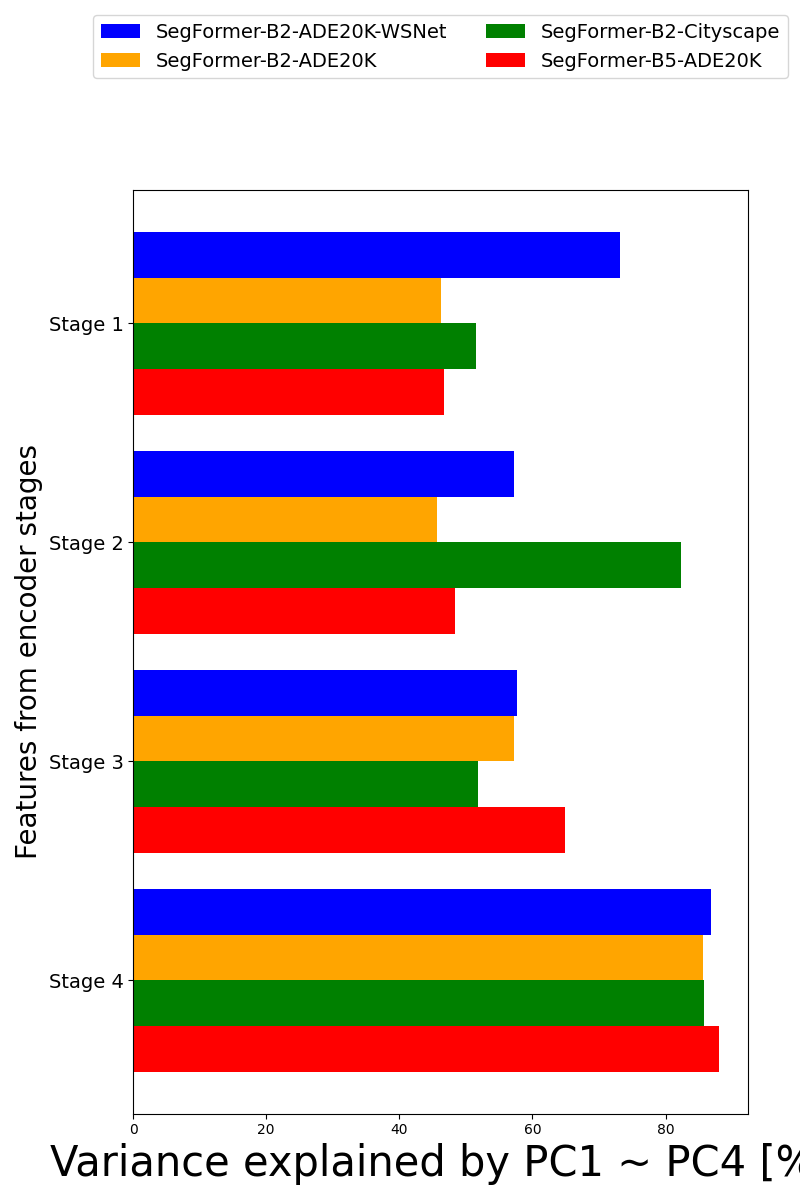 SegFormer-B2-ADE20K-WSNet
SegFormer-B2-ADE20K
SegFormer-B2-Cityscape
SegFormer-B5-ADE20K
Features from encoder stages
Stage 1
Stage 2
Stage 3
Stage 4
0 20 40 60 80
Variance explained by PC1 ~ PC4 [%